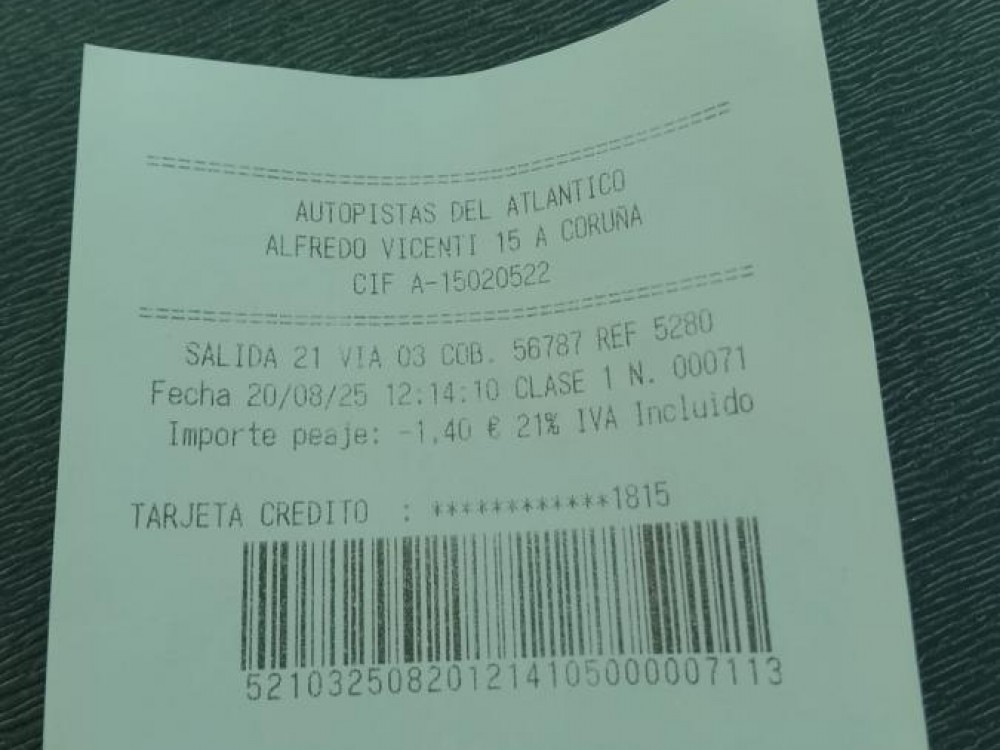 AUTOPISTAS DEL ATLANTICO
ALFREDO VICENTI 15 A CORUÑA
CIF A-15020522
SALIDA 21 VIA 03 COB. 56787 REF 5280
Fecha 20/08/25 12:14:10 CLASE 1 N. 00071
Importe peaje: -1,40 € 21% IVA Incluido
TARJETA CREDITO : ************1815
521032508201214105000007113